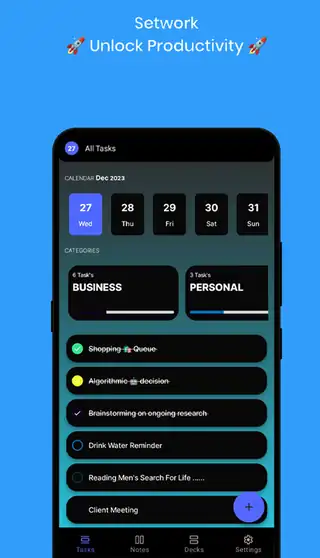 Setwork
🚀 Unlock Productivity 🚀
27 All Tasks
CALENDAR Dec 2023
27 28 29 30 31
Wed Thu Fri Sat Sun
CATEGORIES
6 Task's 3 Task's
BUSINESS PERSONAL
Shopping 🛍️ Queue
Algorithmic 🤖 decision
Brainstorming on ongoing research
Drink Water Reminder
Reading Men's Search For Life ......
Client Meeting
+
Tasks Notes Decks Settings